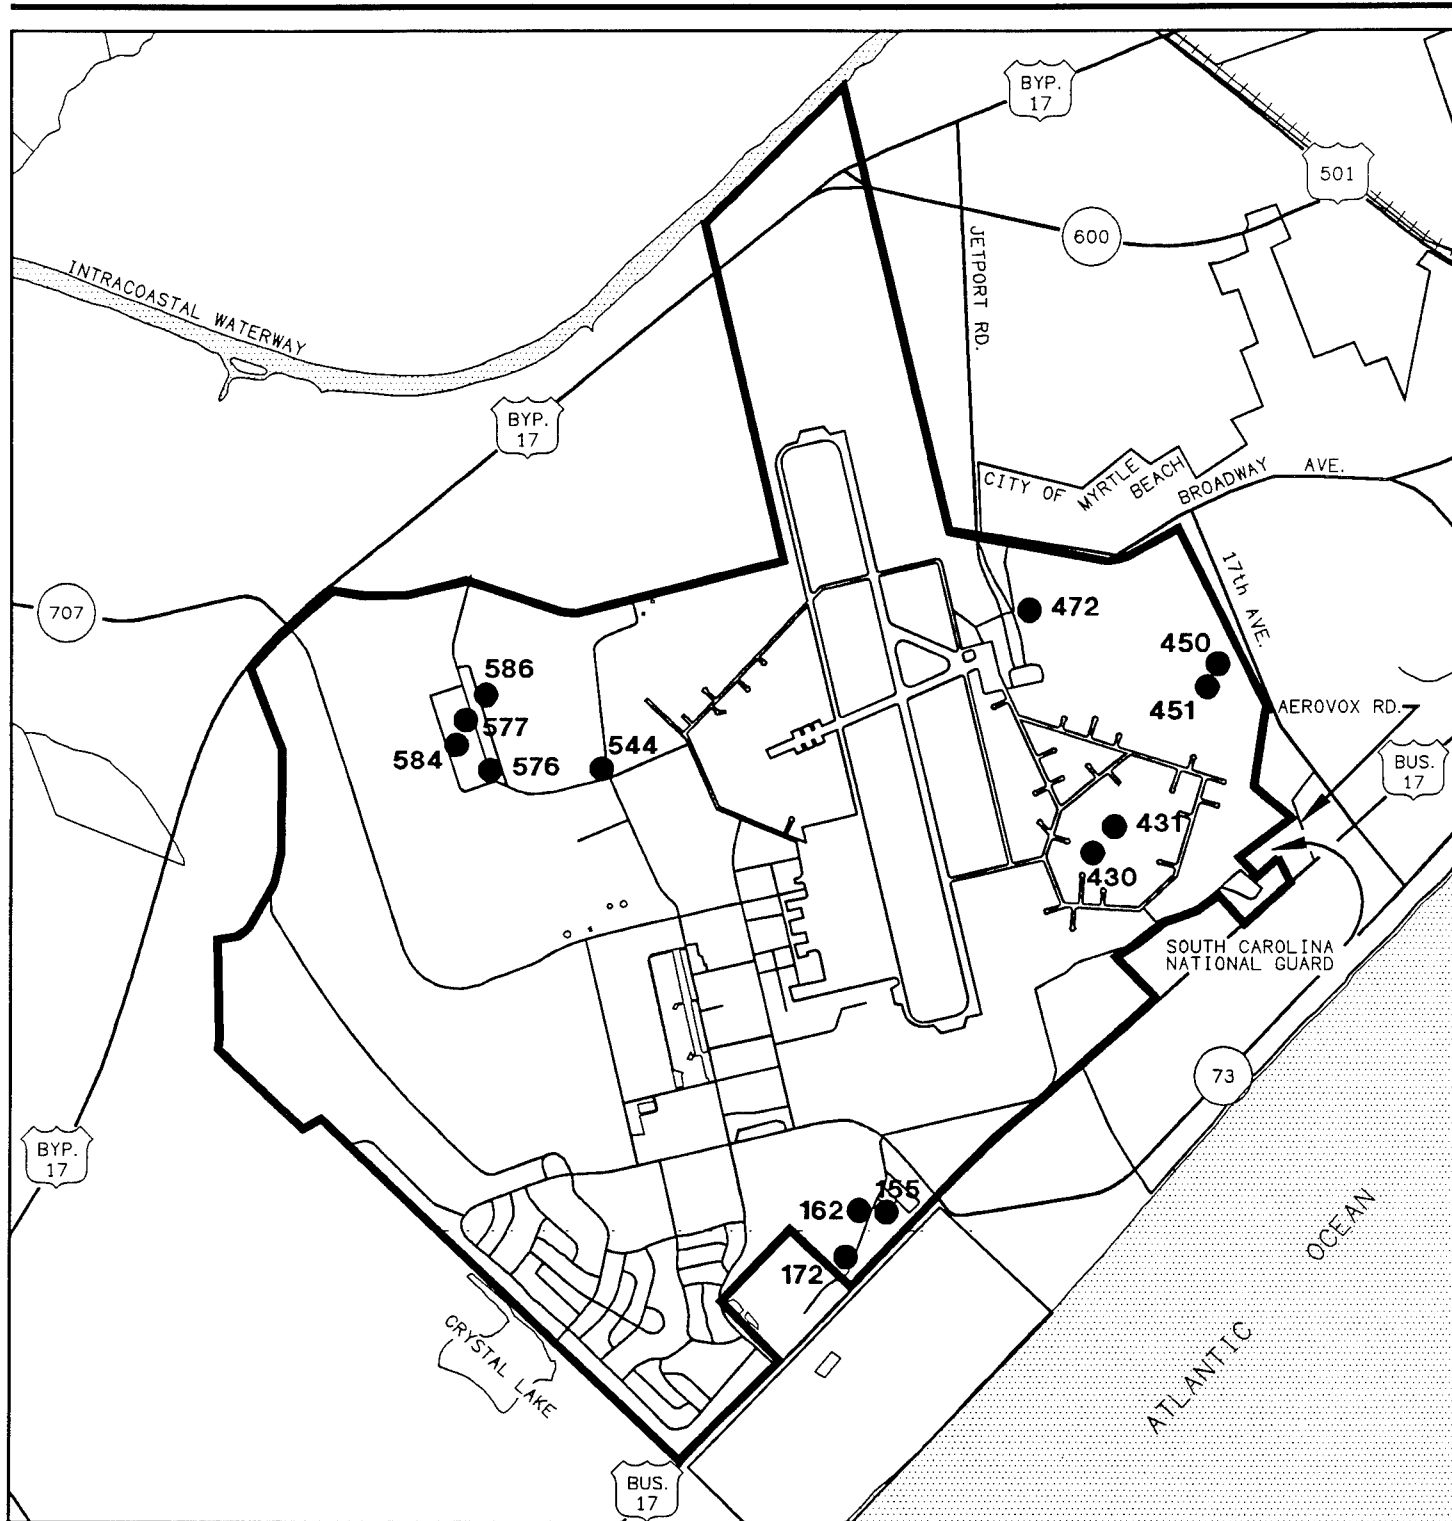 BYP.
17
501
600
JETPORT RD.
INTRACOASTAL WATERWAY
BYP.
17
CITY OF MYRTLE
BEACH
BROADWAY AVE.
17th AVE.
707
472
450
451
586
577
584
576
544
AEROVOX RD.
BUS.
17
431
430
SOUTH CAROLINA
NATIONAL GUARD
73
BYP.
17
155
162
172
CRYSTAL LAKE
ATLANTIC OCEAN
BUS.
17